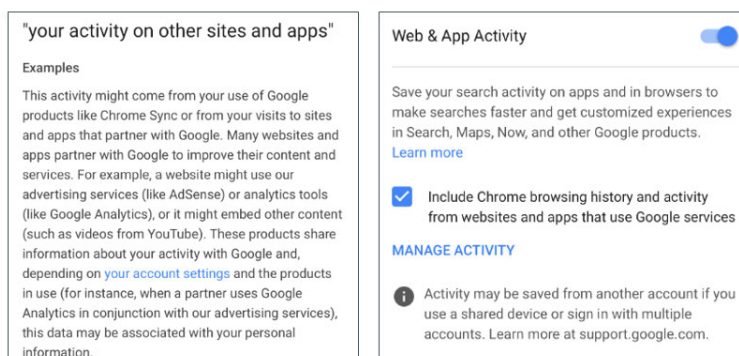 "your activity on other sites and apps"
Examples
This activity might come from your use of Google
products like Chrome Sync or from your visits to sites
and apps that partner with Google. Many websites and
apps partner with Google to improve their content and
services. For example, a website might use our
advertising services (like AdSense) or analytics tools
(like Google Analytics), or it might embed other content
(such as videos from YouTube). These products share
information about your activity with Google and,
depending on your account settings and the products
in use (for instance, when a partner uses Google
Analytics in conjunction with our advertising services),
this data may be associated with your personal
information.
Web & App Activity
Save your search activity on apps and in browsers to
make searches faster and get customized experiences
in Search, Maps, Now, and other Google products.
Learn more
Include Chrome browsing history and activity
from websites and apps that use Google services
MANAGE ACTIVITY
Activity may be saved from another account if you
use a shared device or sign in with multiple
accounts. Learn more at support.google.com.